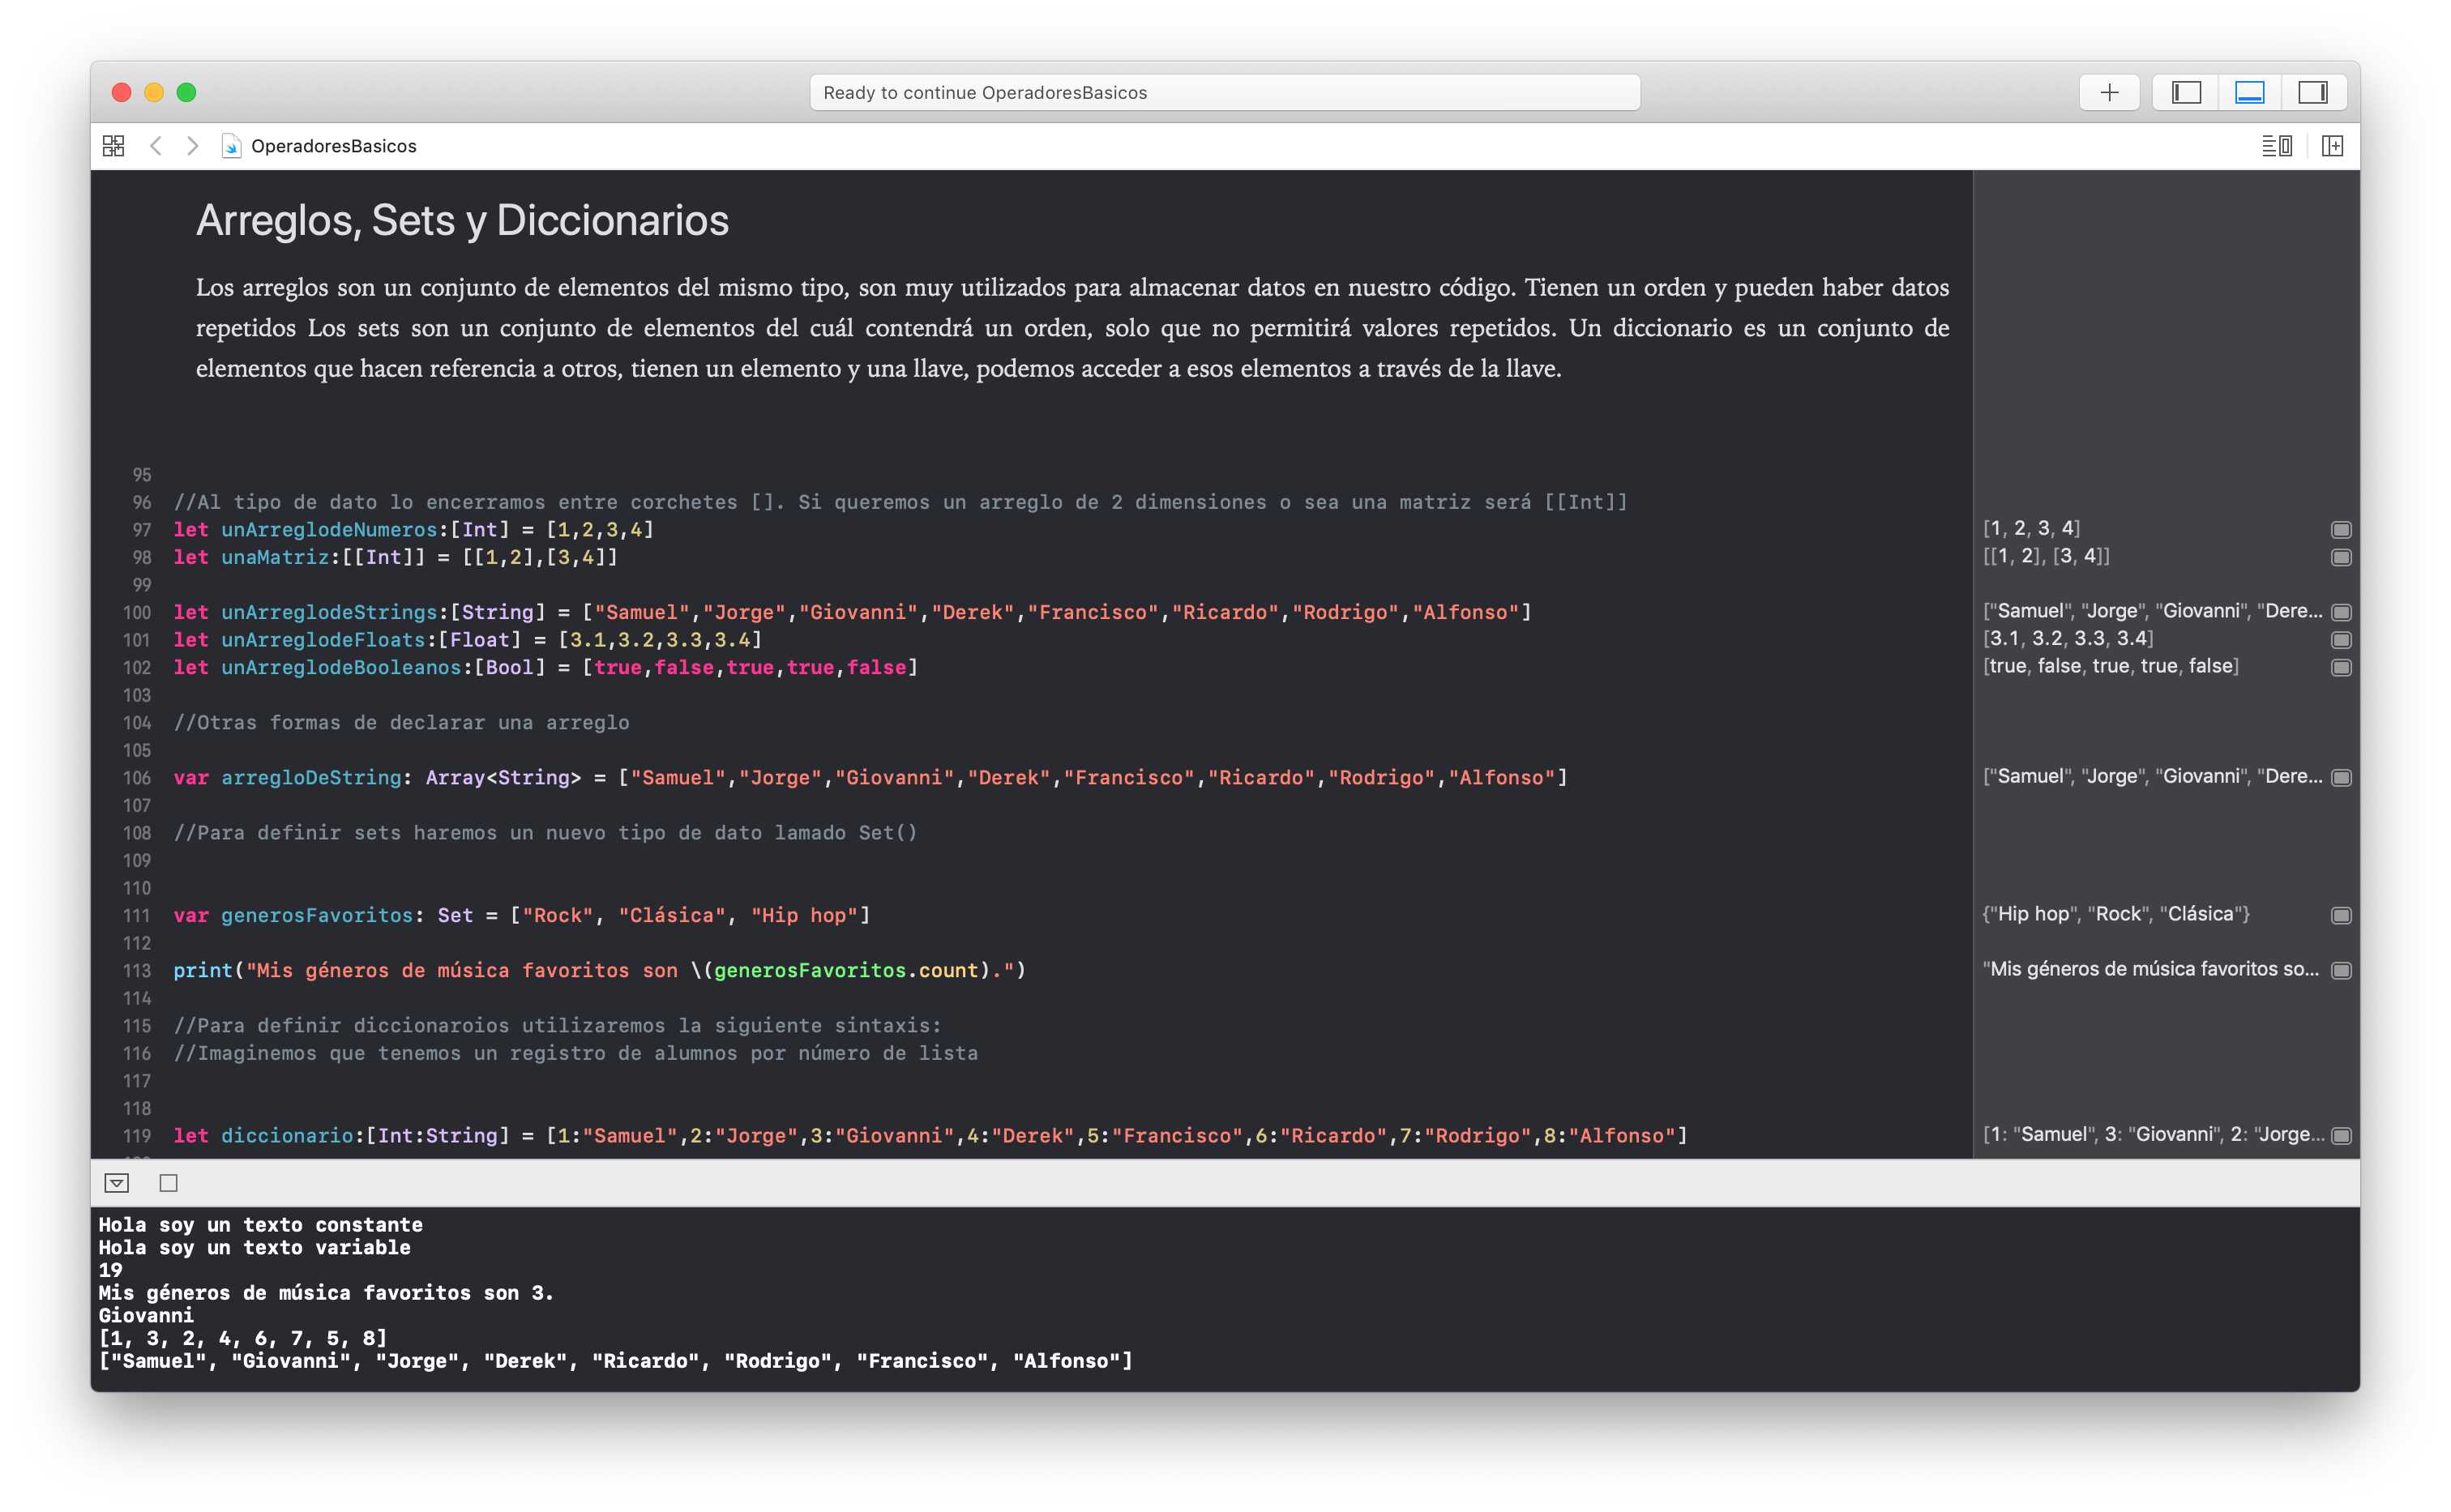 Ready to continue OperadoresBasicos
OperadoresBasicos
Arreglos, Sets y Diccionarios
Los arreglos son un conjunto de elementos del mismo tipo, son muy utilizados para almacenar datos en nuestro código. Tienen un orden y pueden haber datos
repetidos Los sets son un conjunto de elementos del cuál contendrá un orden, solo que no permitirá valores repetidos. Un diccionario es un conjunto de
elementos que hacen referencia a otros, tienen un elemento y una llave, podemos acceder a esos elementos a través de la llave.
95
96 //Al tipo de dato lo encerramos entre corchetes []. Si queremos un arreglo de 2 dimensiones o sea una matriz será [[Int]]
97 let unArreglodeNumeros:[Int] = [1,2,3,4] [1, 2, 3, 4]
98 let unaMatriz:[[Int]] = [[1,2],[3,4]] [[1, 2], [3, 4]]
99
100 let unArreglodeStrings:[String] = ["Samuel","Jorge","Giovanni","Derek","Francisco","Ricardo","Rodrigo","Alfonso"] ["Samuel", "Jorge", "Giovanni", "Dere...
101 let unArreglodeFloats:[Float] = [3.1,3.2,3.3,3.4] [3.1, 3.2, 3.3, 3.4]
102 let unArreglodeBooleanos:[Bool] = [true,false,true,true,false] [true, false, true, true, false]
103
104 //Otras formas de declarar una arreglo
105
106 var arregloDeString: Array<String> = ["Samuel","Jorge","Giovanni","Derek","Francisco","Ricardo","Rodrigo","Alfonso"] ["Samuel", "Jorge", "Giovanni", "Dere...
107
108 //Para definir sets haremos un nuevo tipo de dato lamado Set()
109
110
111 var generosFavoritos: Set = ["Rock", "Clásica", "Hip hop"] {"Hip hop", "Rock", "Clásica"}
112
113 print("Mis géneros de música favoritos son \(generosFavoritos.count).") "Mis géneros de música favoritos so...
114
115 //Para definir diccionaroios utilizaremos la siguiente sintaxis:
116 //Imaginemos que tenemos un registro de alumnos por número de lista
117
118
119 let diccionario:[Int:String] = [1:"Samuel",2:"Jorge",3:"Giovanni",4:"Derek",5:"Francisco",6:"Ricardo",7:"Rodrigo",8:"Alfonso"] [1: "Samuel", 3: "Giovanni", 2: "Jorge...
Hola soy un texto constante
Hola soy un texto variable
19
Mis géneros de música favoritos son 3.
Giovanni
[1, 3, 2, 4, 6, 7, 5, 8]
["Samuel", "Giovanni", "Jorge", "Derek", "Ricardo", "Rodrigo", "Francisco", "Alfonso"]